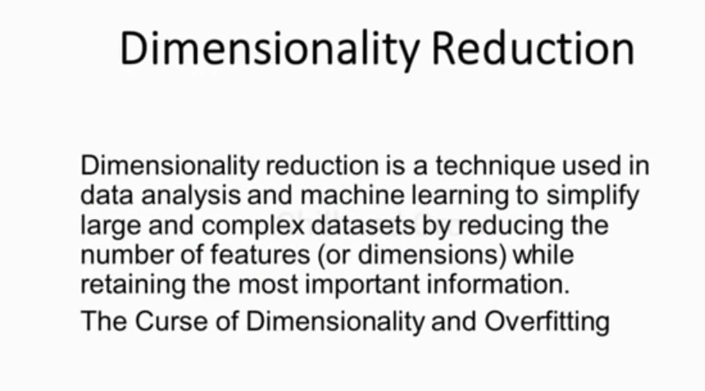 Dimensionality Reduction
Dimensionality reduction is a technique used in
data analysis and machine learning to simplify
large and complex datasets by reducing the
number of features (or dimensions) while
retaining the most important information.
The Curse of Dimensionality and Overfitting